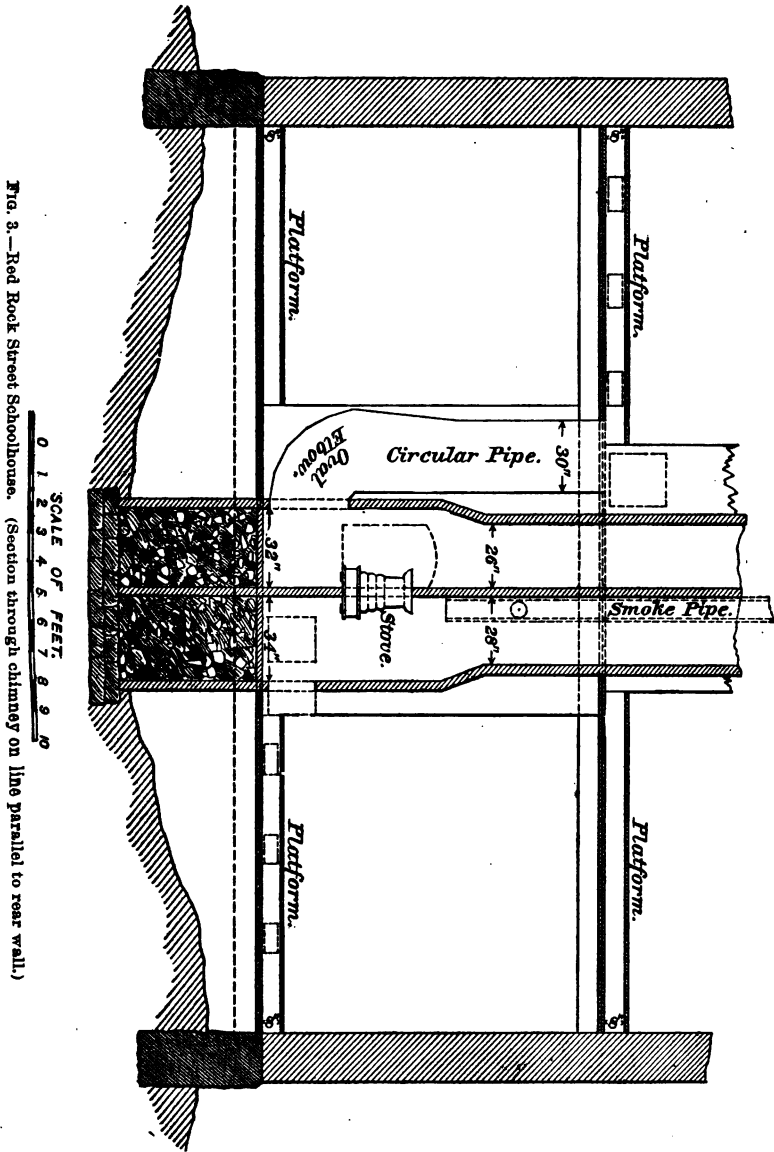 Platform.
8"
Platform.
8"
Oval
Elbow.
Circular Pipe.
30"
32"
26"
34"
Stove.
28"
Smoke Pipe.
Platform.
8"
Platform.
8"
0 1 2 3 4 5 6 7 8 9 10
SCALE OF FEET.
FIG. 3.—Red Rock Street Schoolhouse. (Section through chimney on line parallel to rear wall.)